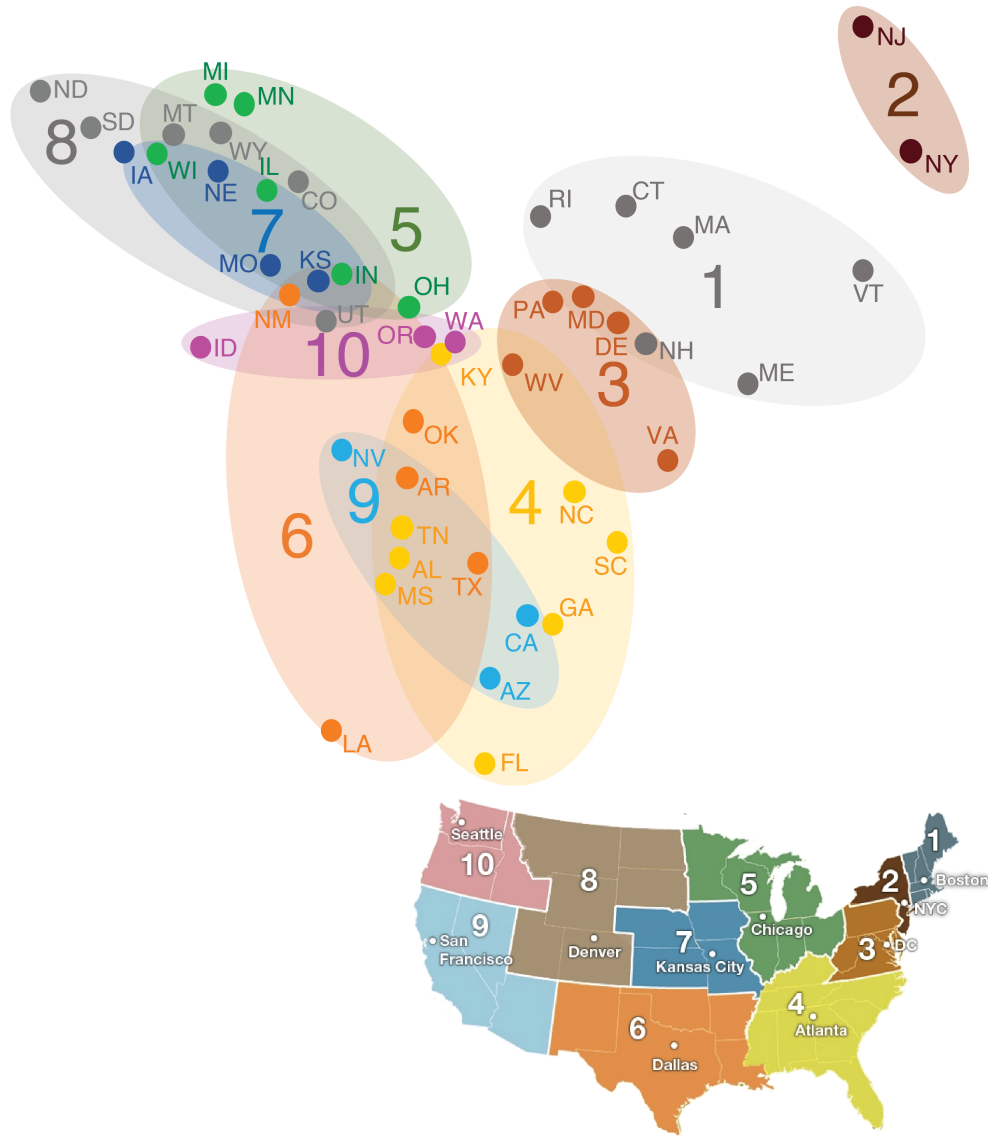 NJ
2
NY
MI
ND
MN
MT
SD
8
WY
IL
WI
IA
NE
CO
RI
CT
MA
7
5
MO
KS
IN
1
VT
OH
PA
MD
NM
UT
OR
WA
DE
NH
ID
10
KY
WV
3
ME
OK
VA
NV
AR
9
4
NC
6
TN
AL
TX
SC
MS
GA
CA
AZ
LA
FL
Seattle
1
10
8
5
2
Boston
NYC
9
Chicago
San
Francisco
Denver
7
Kansas City
3
DC
4
Atlanta
6
Dallas